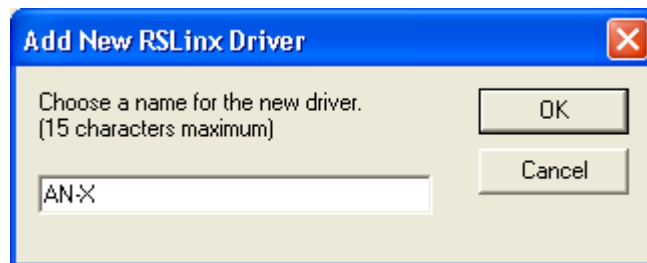 Add New RSLinx Driver
Choose a name for the new driver.
(15 characters maximum)
OK
Cancel
AN-X